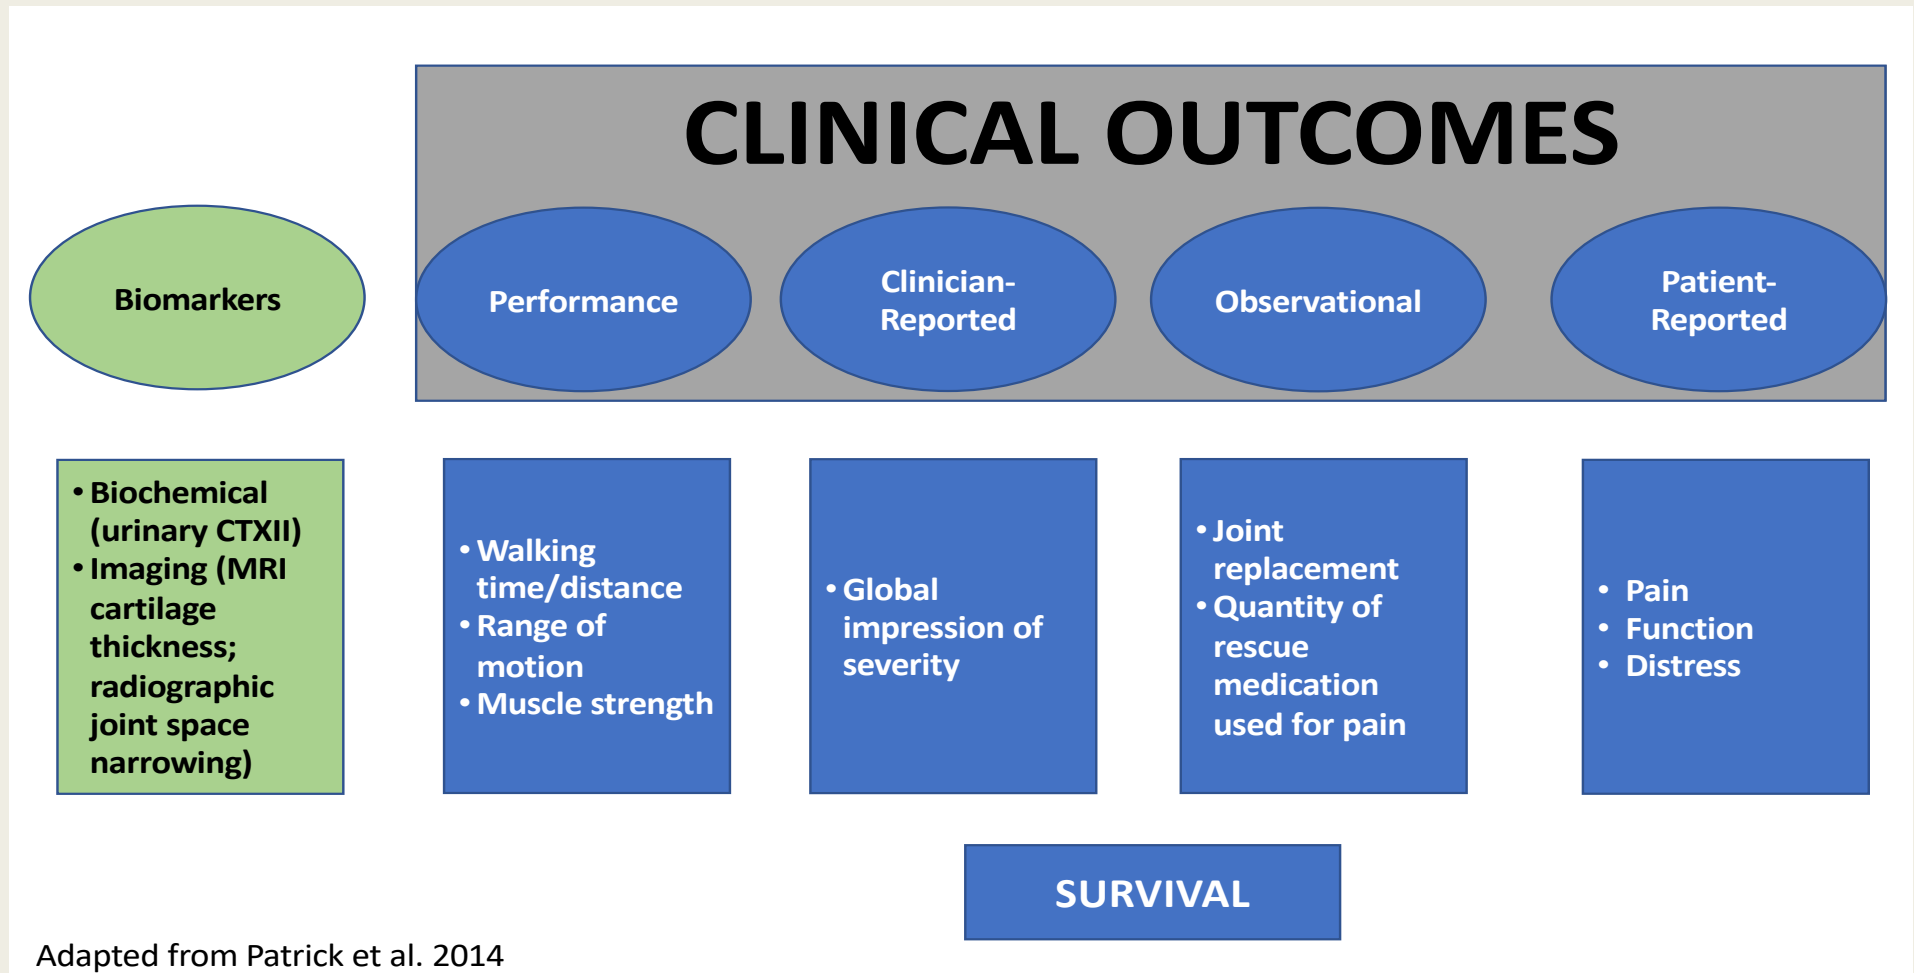 CLINICAL OUTCOMES
Biomarkers
Performance
Clinician-
Reported
Observational
Patient-
Reported
• Biochemical
(urinary CTXII)
• Imaging (MRI
cartilage
thickness;
radiographic
joint space
narrowing)
• Walking
time/distance
• Range of
motion
• Muscle strength
• Global
impression of
severity
• Joint
replacement
• Quantity of
rescue
medication
used for pain
• Pain
• Function
• Distress
SURVIVAL
Adapted from Patrick et al. 2014